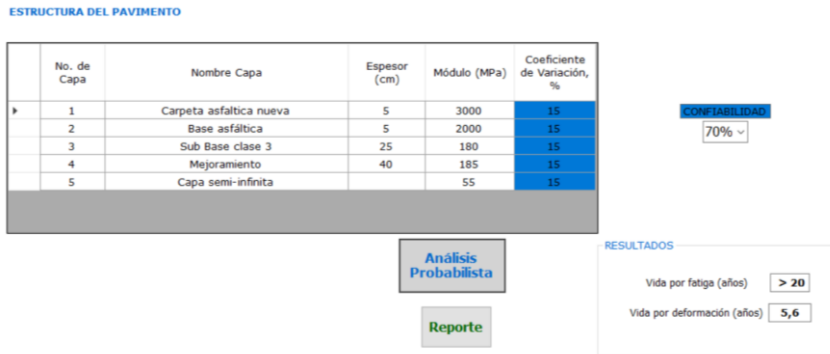 ESTRUCTURA DEL PAVIMENTO
No. de Capa Nombre Capa Espesor (cm) Módulo (MPa) Coeficiente de Variación, %
1 Carpeta asfaltica nueva 5 3000 15
2 Base asfáltica 5 2000 15
3 Sub Base clase 3 25 180 15
4 Mejoramiento 40 185 15
5 Capa semi-infinita 55 15
CONFIABILIDAD
70%
Análisis
Probabilista
Reporte
RESULTADOS
Vida por fatiga (años) > 20
Vida por deformación (años) 5,6